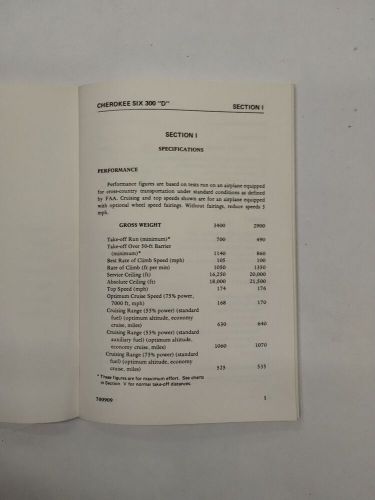 CHEROKEE SIX 300 "D" SECTION I
SECTION I
SPECIFICATIONS
PERFORMANCE
Performance figures are based on tests run on an airplane equipped
for cross-country transportation under standard conditions as defined
by FAA. Cruising and top speeds shown are for an airplane equipped
with optional wheel speed fairings. Without fairings, reduce speeds 5
mph.
GROSS WEIGHT 3400 2900
Take-off Run (minimum)* 700 490
Take-off Over 50-ft Barrier
(minimum)* 1140 860
Best Rate of Climb Speed (mph) 105 100
Rate of Climb (ft per min) 1050 1350
Service Ceiling (ft) 16,250 20,000
Absolute Ceiling (ft) 18,000 21,500
Top Speed (mph) 174 176
Optimum Cruise Speed (75% power,
7000 ft, mph) 168 170
Cruising Range (55% power) (standard
fuel) (optimum altitude, economy
cruise, miles) 630 640
Cruising Range (55% power) (standard
auxiliary fuel) (optimum altitude,
economy cruise, miles) 1060 1070
Cruising Range (75% power) (standard
fuel) (optimum altitude, economy
cruise, miles) 525 535
* These figures are for maximum effort. See charts
in Section V for normal take-off distances.
700909 1